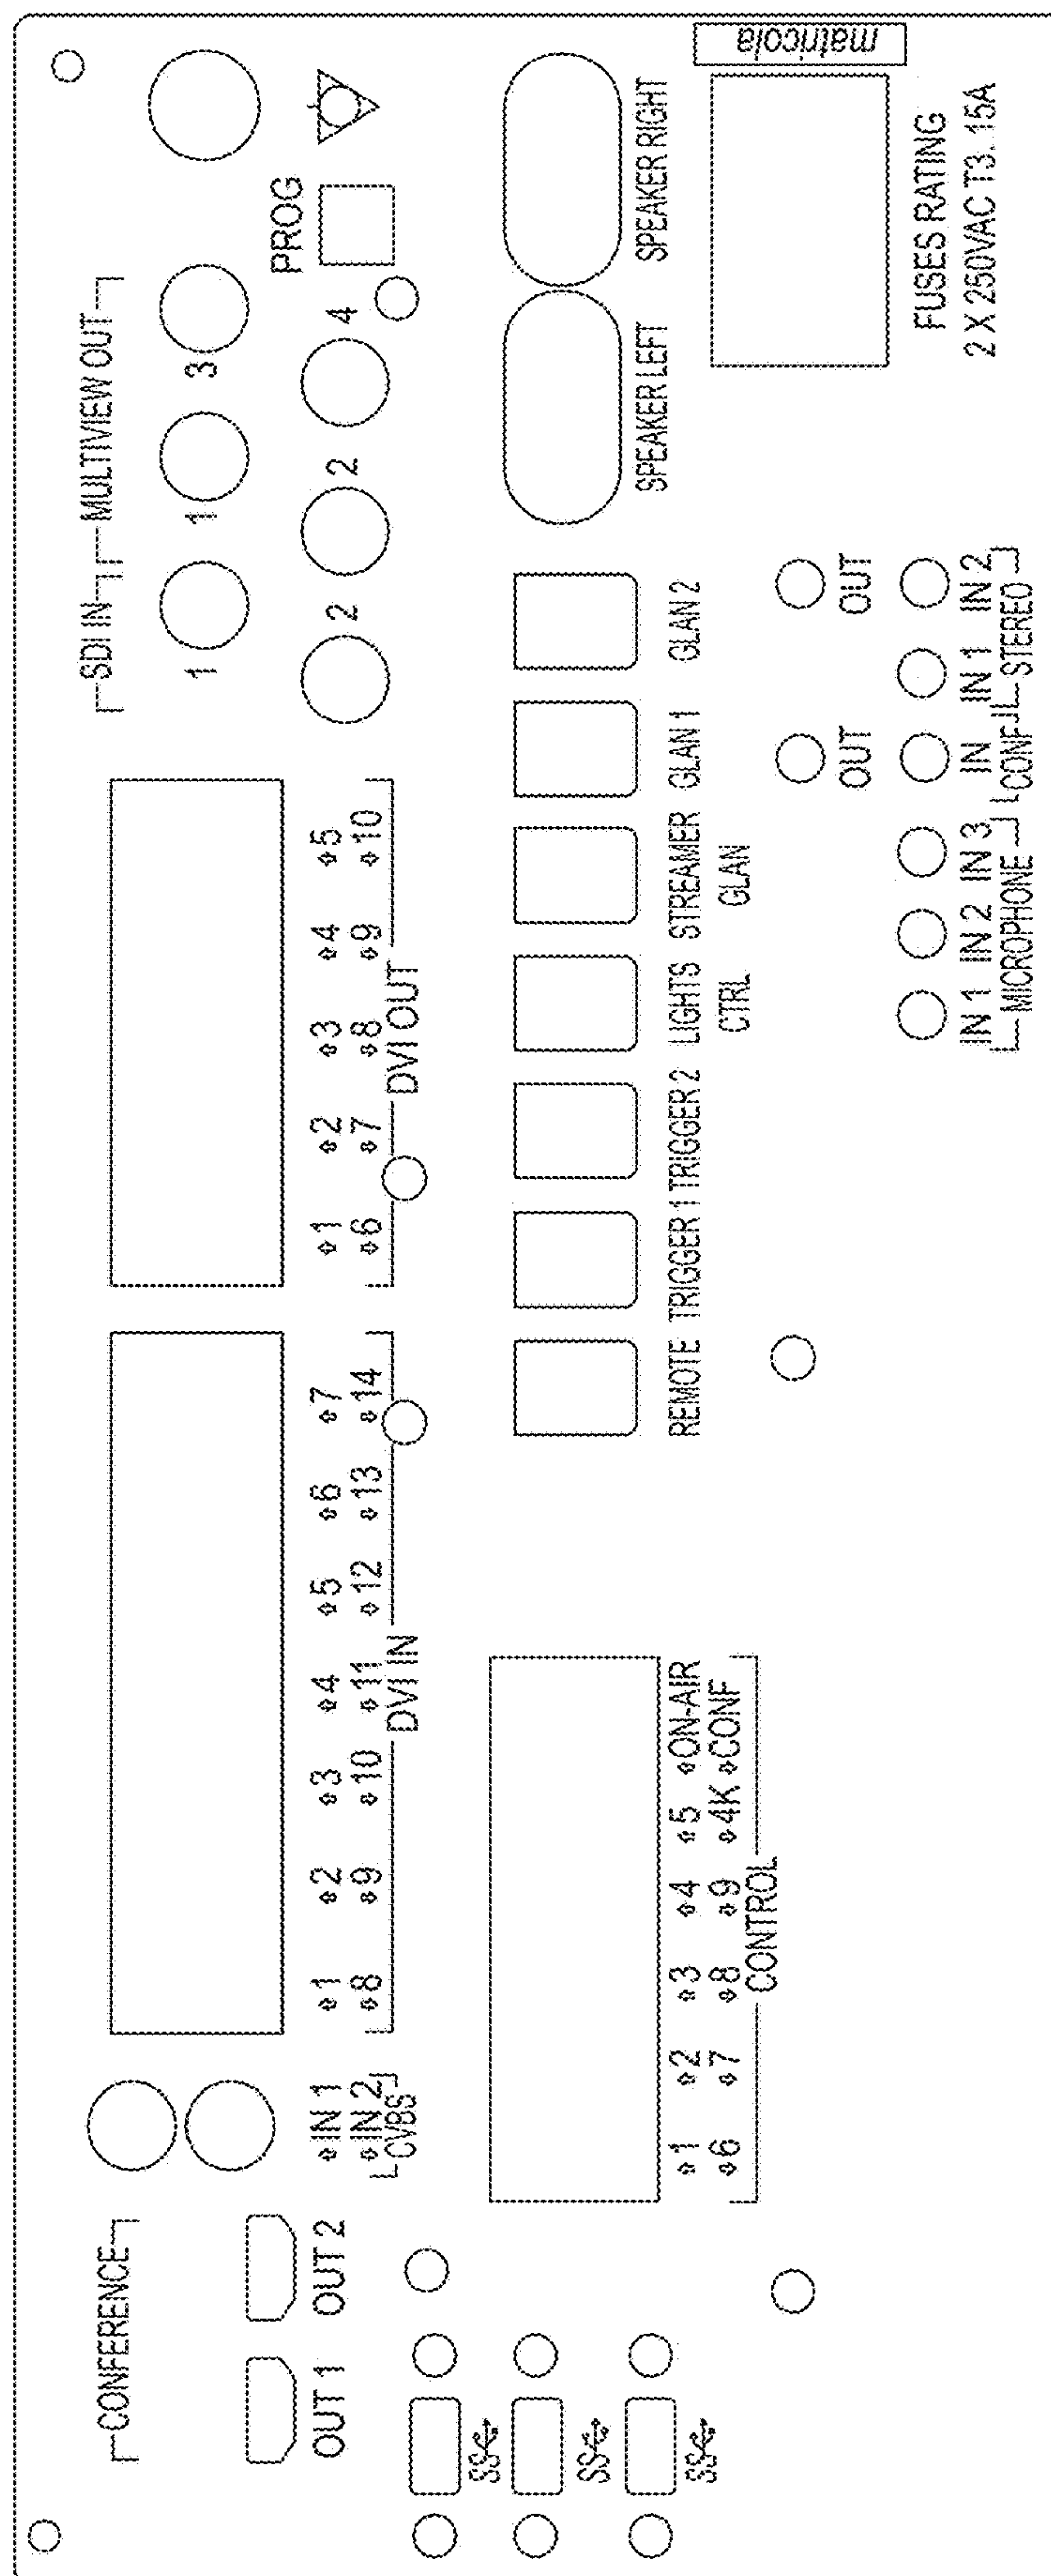 CONFERENCE
OUT 1 OUT 2
IN 1
IN 2
CVBS
1 2 3 4 5 6 7
8 9 10 11 12 13 14
DVI IN
1 2 3 4 5
6 7 8 9 10
DVI OUT
SDI IN MULTIVIEW OUT
1 1 3
2 2 4
PROG
SS
SS
SS
1 2 3 4 5 ON-AIR
6 7 8 9 4K CONF
CONTROL
REMOTE TRIGGER 1 TRIGGER 2 LIGHTS STREAMER GLAN 1 GLAN 2
CTRL GLAN
SPEAKER LEFT SPEAKER RIGHT
matricola
OUT OUT
IN 1 IN 2 IN 3 IN IN 1 IN 2
MICROPHONE CONF STEREO
FUSES RATING
2 X 250VAC T3.15A